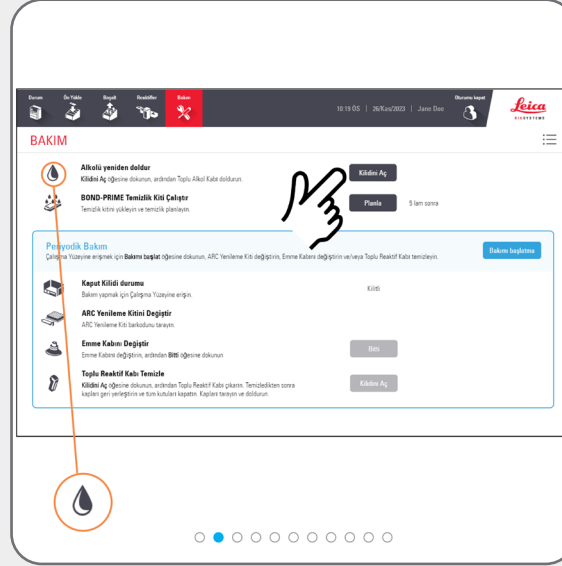 Durum
Ön Yükle
Boşalt
Reaktifler
Bakım
10:19 ÖS | 26/Kas/2023 | Jane Doe
Oturumu kapat
Leica
BIOSYSTEMS
BAKIM
Alkolü yeniden doldur
Kilidini Aç öğesine dokunun, ardından Toplu Alkol Kabı doldurun.
Kilidini Aç
BOND-PRIME Temizlik Kiti Çalıştır
Temizlik kitini yükleyin ve temizlik planlayın.
Planla
5 lam sonra
Periyodik Bakım
Çalışma Yüzeyine erişmek için Bakımı başlat öğesine dokunun, ARC Yenileme Kiti değiştirin, Emme Kabını değiştirin ve/veya Toplu Reaktif Kabı temizleyin.
Bakımı başlatma
Kaput Kilidi durumu
Bakım yapmak için Çalışma Yüzeyine erişin.
Kilitli
ARC Yenileme Kitini Değiştir
ARC Yenileme Kiti barkodunu tarayın.
Emme Kabını Değiştir
Emme Kabını değiştirin, ardından Bitti öğesine dokunun
Bitti
Toplu Reaktif Kabı Temizle
Kilidini Aç öğesine dokunun, ardından Toplu Reaktif Kabı çıkarın. Temizledikten sonra
kapları geri yerleştirin ve tüm kutuları kapatın. Kapları tarayın ve doldurun.
Kilidini Aç